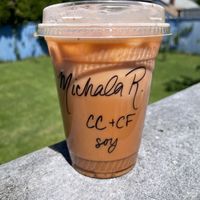 Michala R.
CC + CF
soy